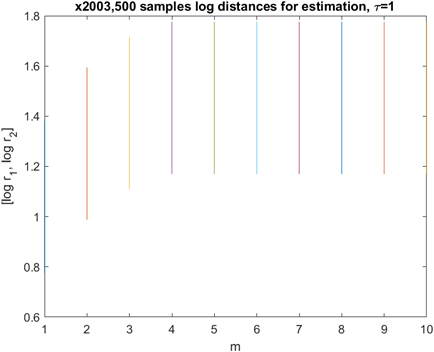 x2003,500 samples log distances for estimation, τ=1
1.8
1.6
1.4
1.2
1
0.8
0.6
[log r1, log r2]
1 2 3 4 5 6 7 8 9 10
m